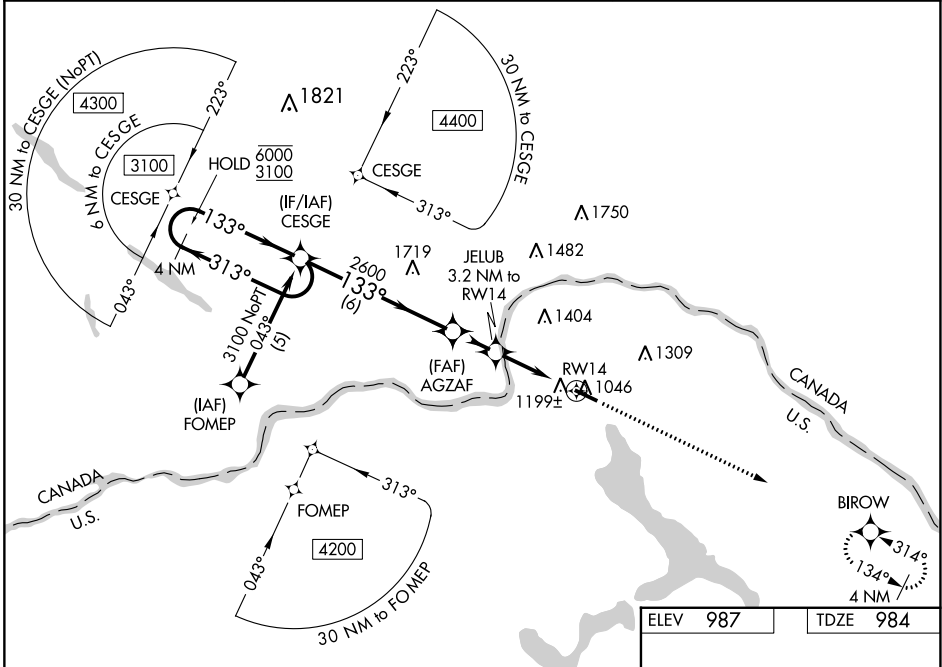 30 NM to CESGE (NoPT)
4300
223°
6 NM to CESGE
3100
CESGE
043°
1821
HOLD 6000
3100
133°
313°
4 NM
(IF/IAF)
CESGE
3100 NoPT
043°
(5)
(IAF)
FOMEP
223°
30 NM to CESGE
4400
CESGE
313°
1719
2600
133°
(6)
JELUB
3.2 NM to
RW14
1750
1482
1404
1309
(FAF)
AGZAF
RW14
1046
1199±
CANADA
U.S.
CANADA
U.S.
313°
FOMEP
4200
043°
30 NM to FOMEP
BIROW
314°
134°
4 NM
ELEV 987
TDZE 984